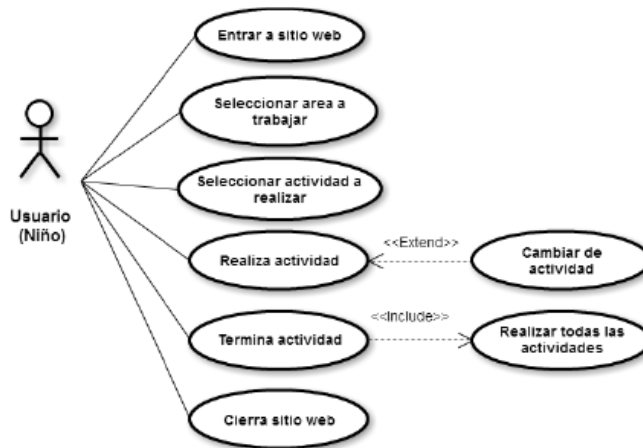 Entrar a sitio web
Seleccionar area a
trabajar
Seleccionar actividad a
realizar
Usuario
(Niño)
<<Extend>>
Realiza actividad
Cambiar de
actividad
<<Include>>
Termina actividad
Realizar todas las
actividades
Cierra sitio web